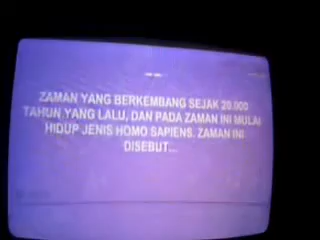 ZAMAN YANG BERKEMBANG SEJAK 20.000
TAHUN YANG LALU, DAN PADA ZAMAN INI MULAI
HIDUP JENIS HOMO SAPIENS. ZAMAN INI
DISEBUT...